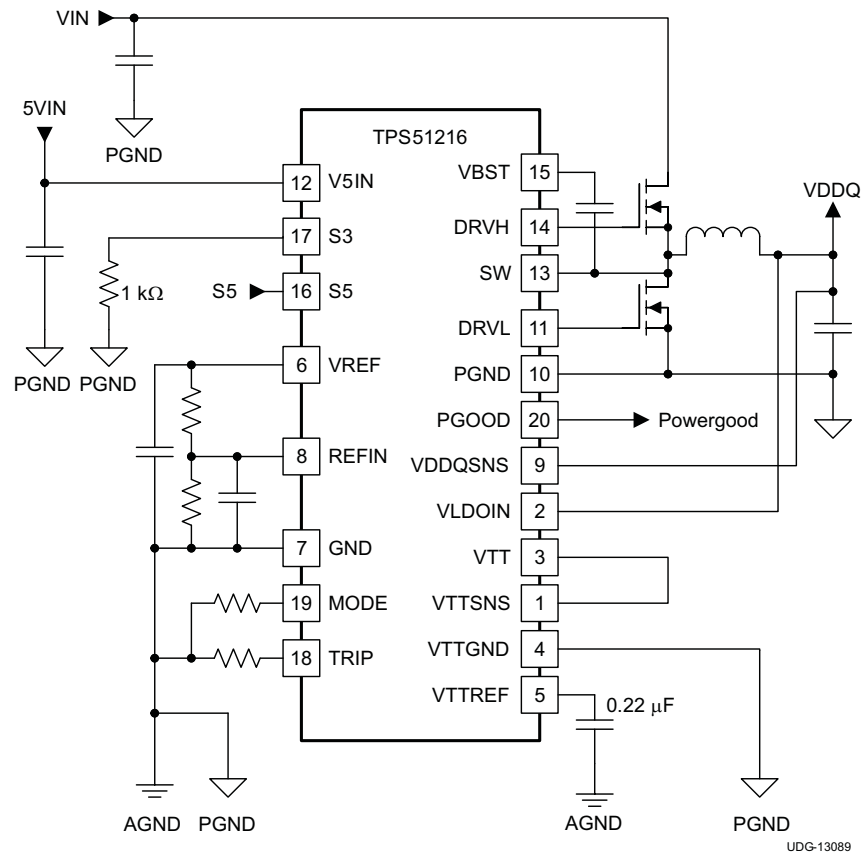 VIN
5VIN
PGND
TPS51216
12 V5IN
17 S3
1 kΩ
S5 16 S5
PGND PGND
6 VREF
8 REFIN
7 GND
19 MODE
18 TRIP
AGND PGND
VBST 15
DRVH 14
SW 13
DRVL 11
PGND 10
PGOOD 20 Powergood
VDDQSNS 9
VLDOIN 2
VTT 3
VTTSNS 1
VTTGND 4
VTTREF 5
0.22 μF
VDDQ
AGND PGND
UDG-13089